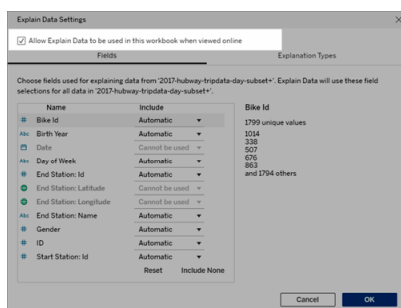 Explain Data Settings
Allow Explain Data to be used in this workbook when viewed online
Fields
Explanation Types
Choose fields used for explaining data from '2017-hubway-tripdata-day-subset+'. Explain Data will use these field
selections for all data in '2017-hubway-tripdata-day-subset+'.
Name Include
# Bike Id Automatic
Abc Birth Year Automatic
Date Cannot be used
Abc Day of Week Automatic
# End Station: Id Automatic
End Station: Latitude Cannot be used
End Station: Longitude Cannot be used
Abc End Station: Name Automatic
# Gender Automatic
# ID Automatic
# Start Station: Id Automatic
Reset Include None
Bike Id
1799 unique values
1014
338
507
676
863
and 1794 others
Cancel OK